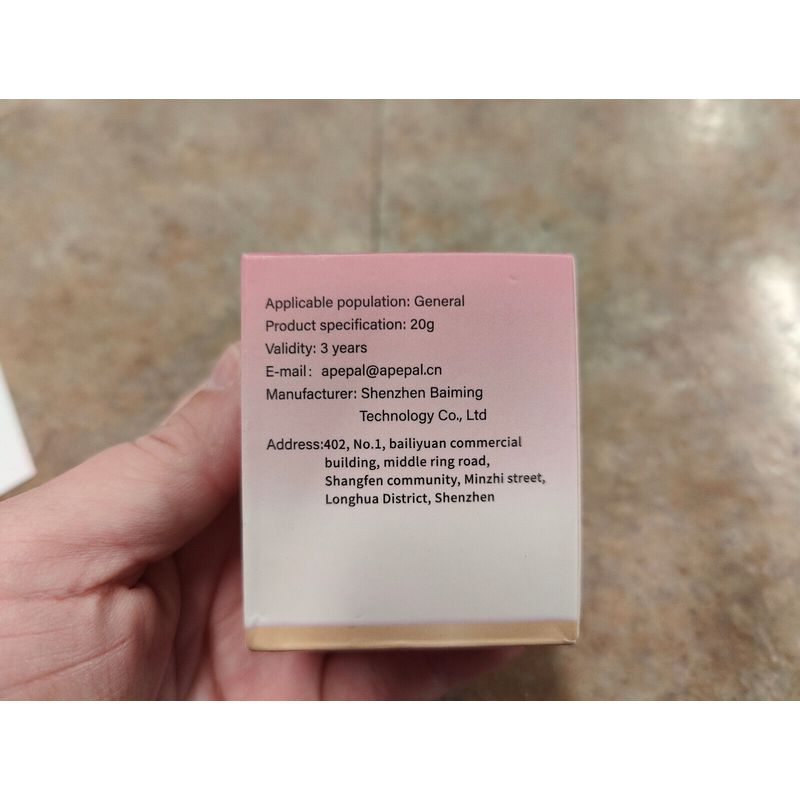 Applicable population: General
Product specification: 20g
Validity: 3 years
E-mail: apepal@apepal.cn
Manufacturer: Shenzhen Baiming
Technology Co., Ltd
Address:402, No.1, bailiyuan commercial
building, middle ring road,
Shangfen community, Minzhi street,
Longhua District, Shenzhen